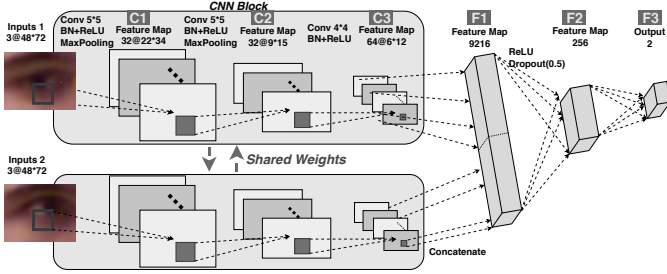 CNN Block
Inputs 1
3@48*72
Conv 5*5
BN+ReLU
MaxPooling
C1
Feature Map
32@22*34
Conv 5*5
BN+ReLU
MaxPooling
C2
Feature Map
32@9*15
Conv 4*4
BN+ReLU
C3
Feature Map
64@6*12
F1
Feature Map
9216
ReLU
Dropout(0.5)
F2
Feature Map
256
F3
Output
2
Shared Weights
Inputs 2
3@48*72
Concatenate